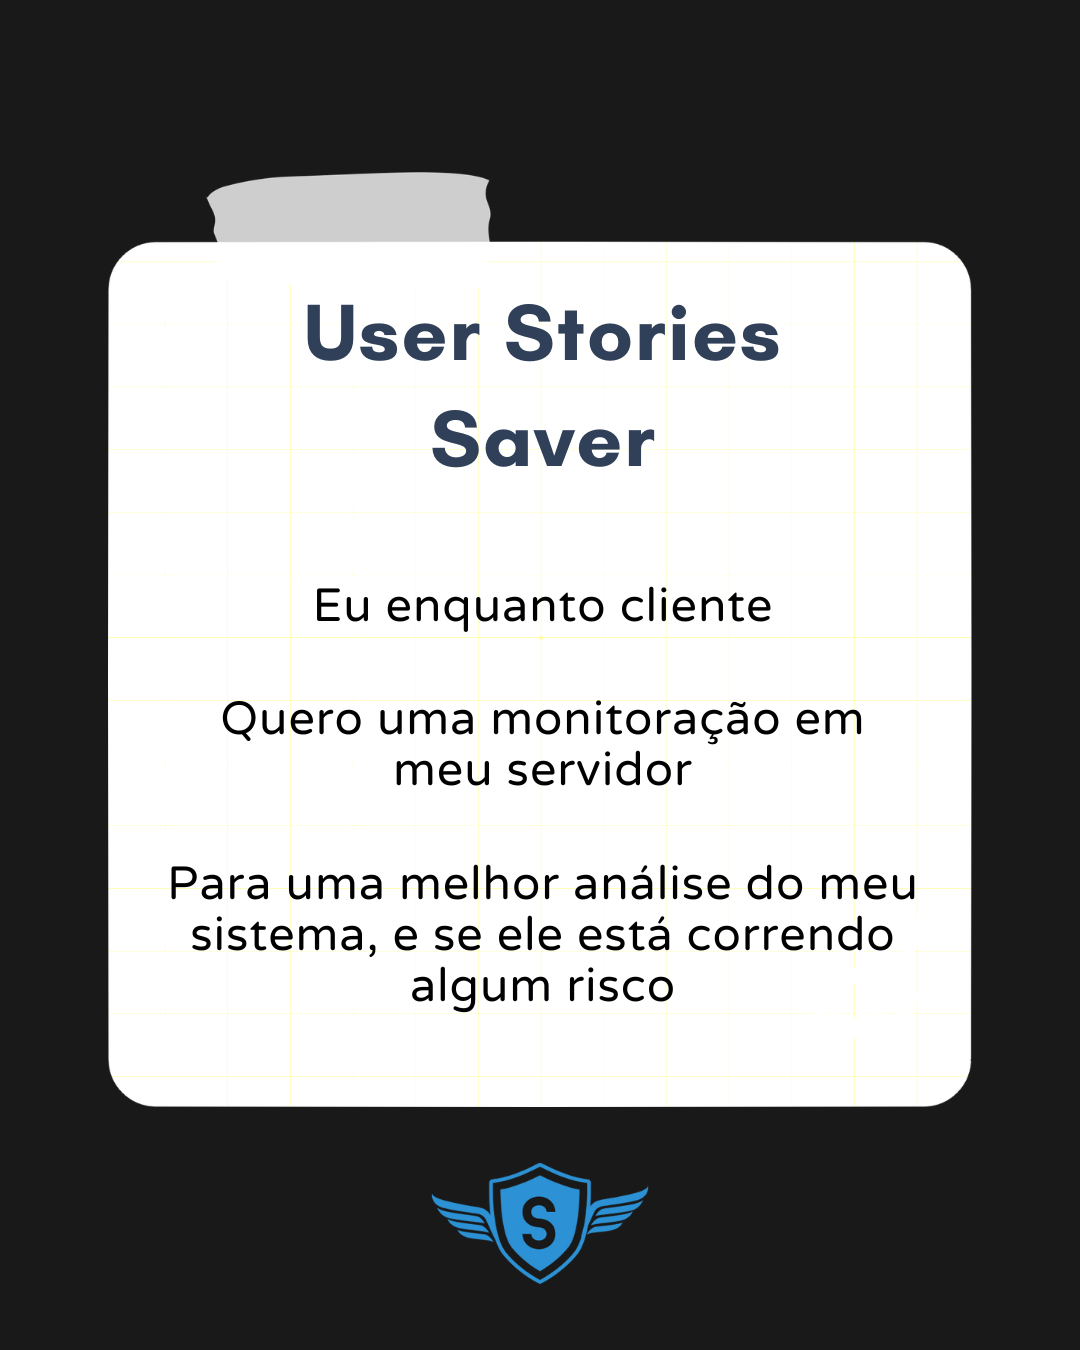 User Stories
Saver
Eu enquanto cliente
Quero uma monitoração em
meu servidor
Para uma melhor análise do meu
sistema, e se ele está correndo
algum risco
S